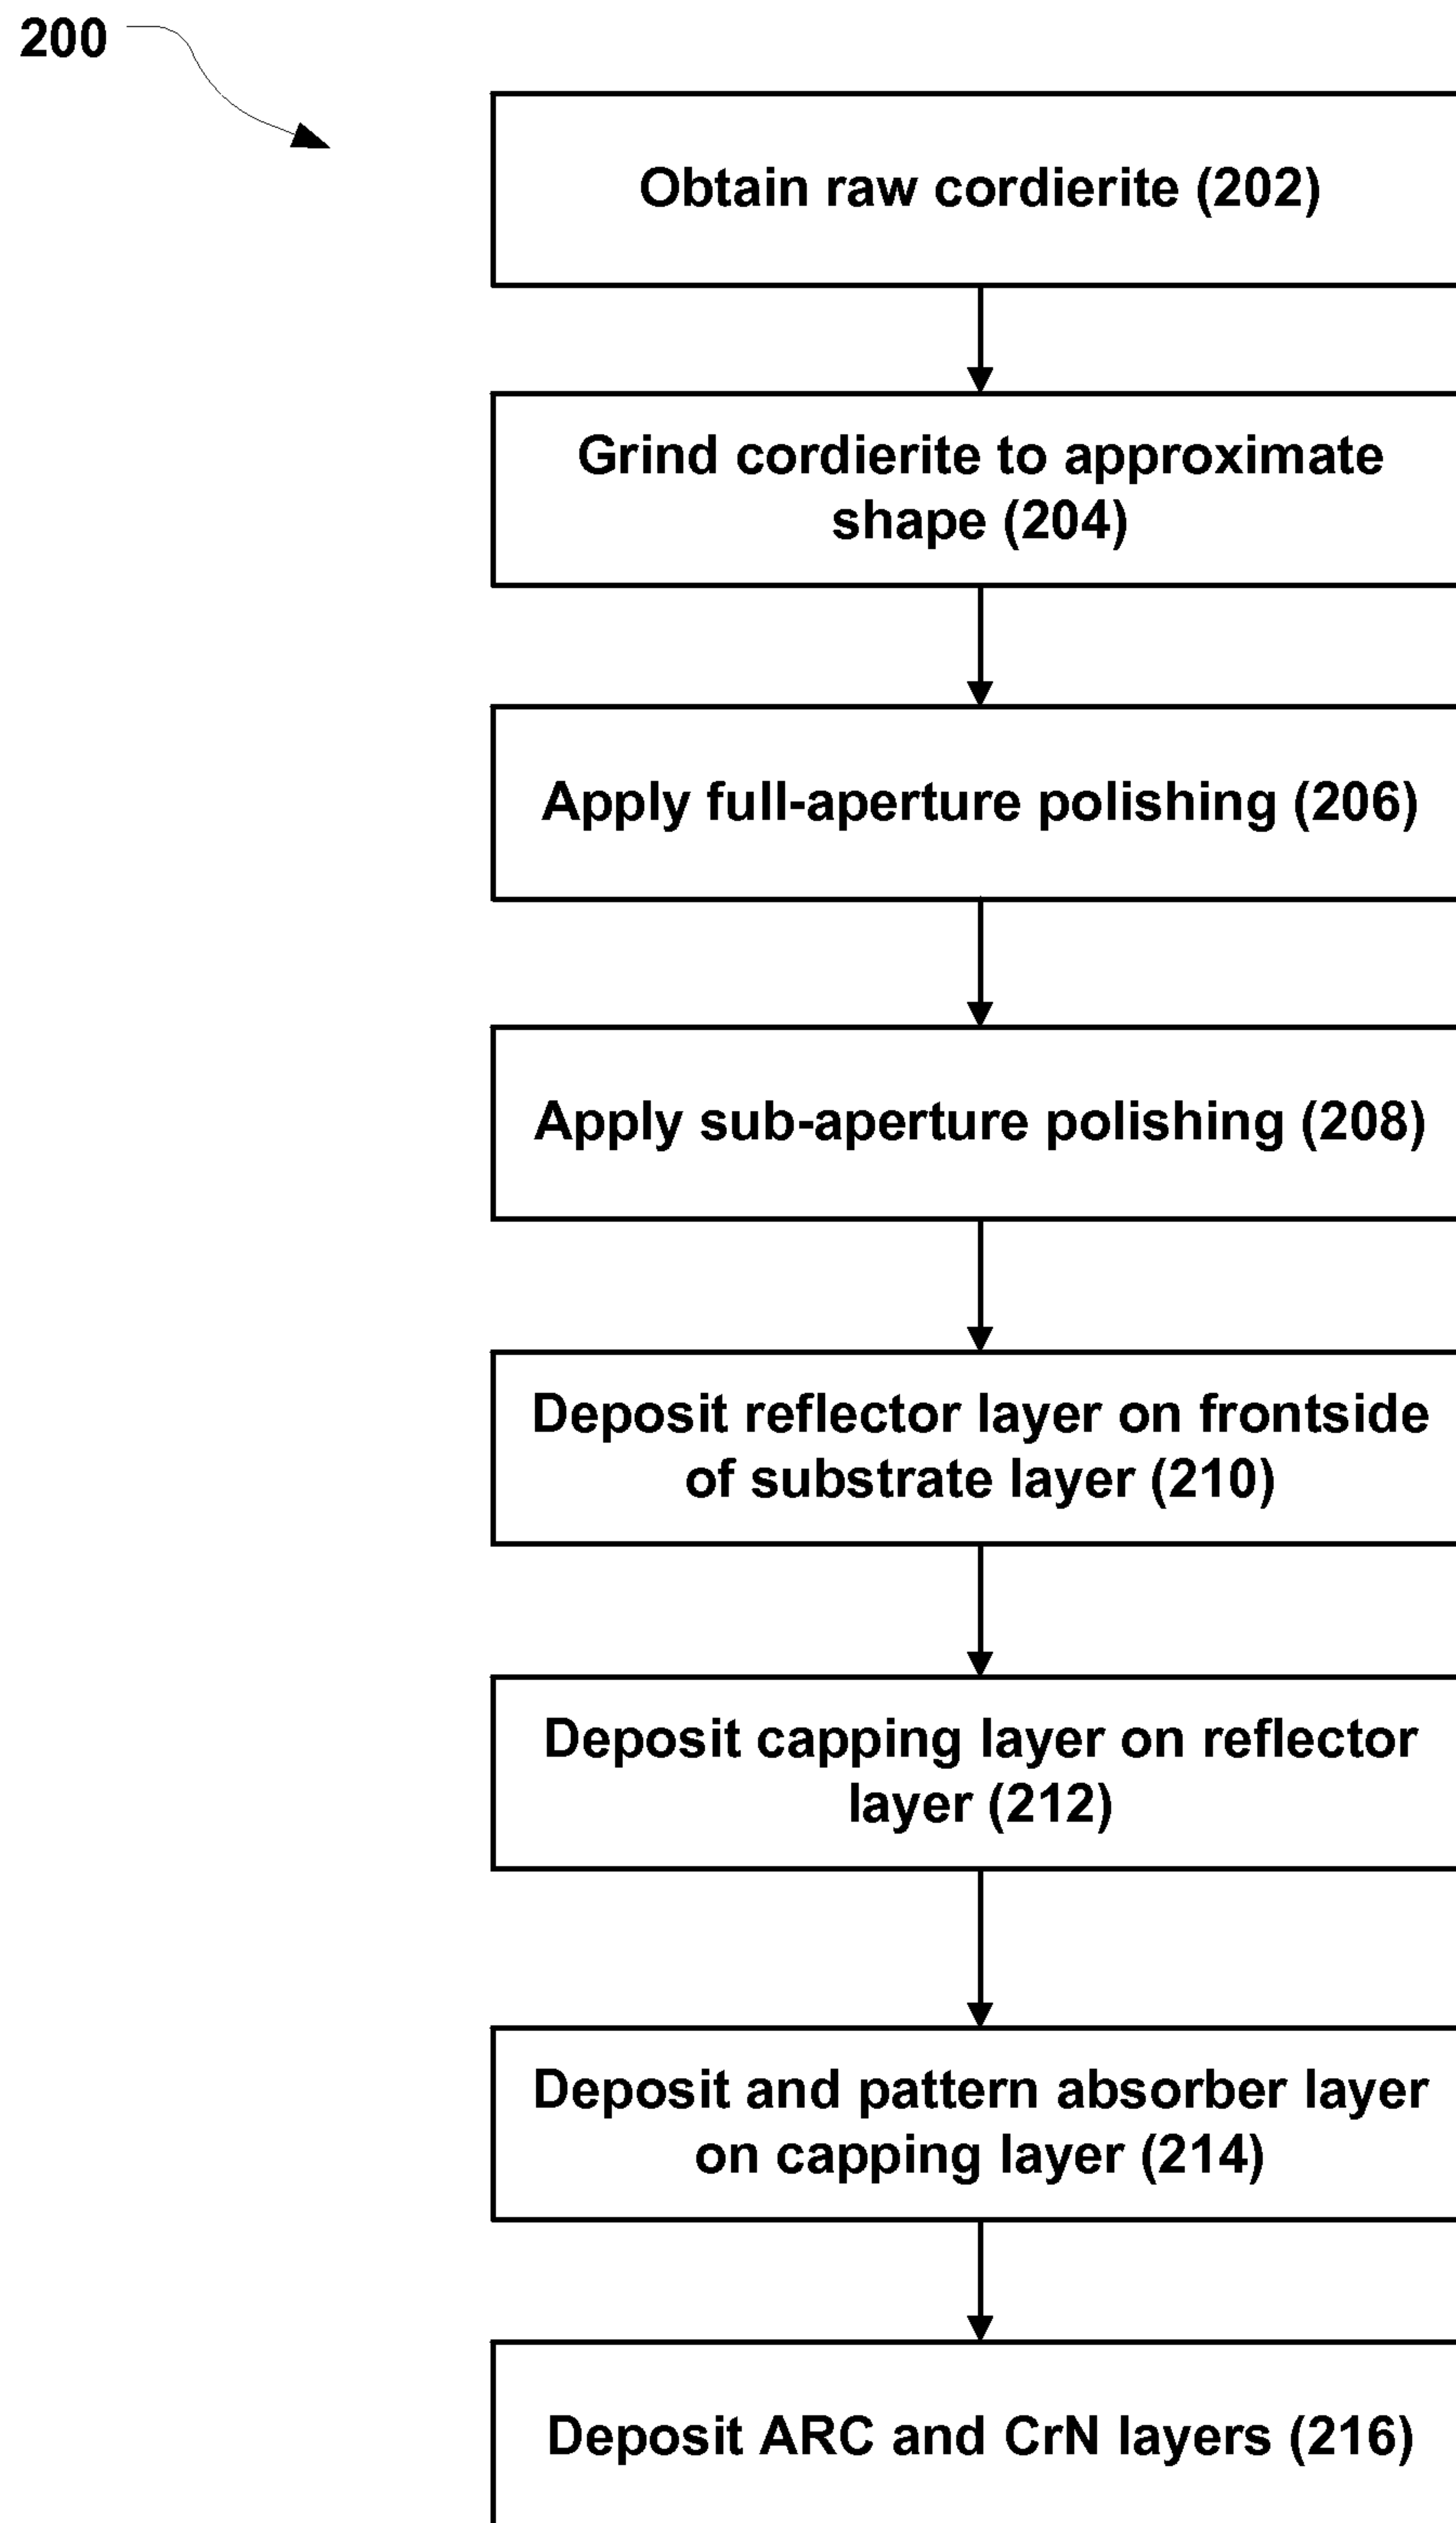 200
Obtain raw cordierite (202)
Grind cordierite to approximate
shape (204)
Apply full-aperture polishing (206)
Apply sub-aperture polishing (208)
Deposit reflector layer on frontside
of substrate layer (210)
Deposit capping layer on reflector
layer (212)
Deposit and pattern absorber layer
on capping layer (214)
Deposit ARC and CrN layers (216)